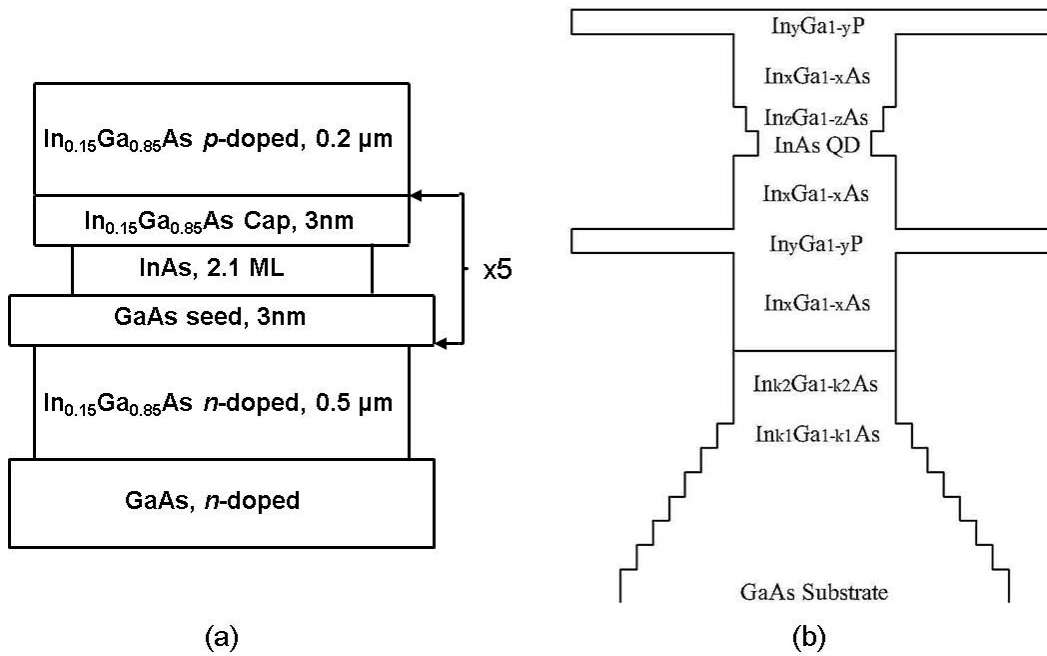 In₀.₁₅Ga₀.₈₅As p-doped, 0.2 μm
In₀.₁₅Ga₀.₈₅As Cap, 3nm
InAs, 2.1 ML
x5
GaAs seed, 3nm
In₀.₁₅Ga₀.₈₅As n-doped, 0.5 μm
GaAs, n-doped
(a)
InyGa1-yP
InxGa1-xAs
InzGa1-zAs
InAs QD
InxGa1-xAs
InyGa1-yP
InxGa1-xAs
Ink2Ga1-k2As
Ink1Ga1-k1As
GaAs Substrate
(b)